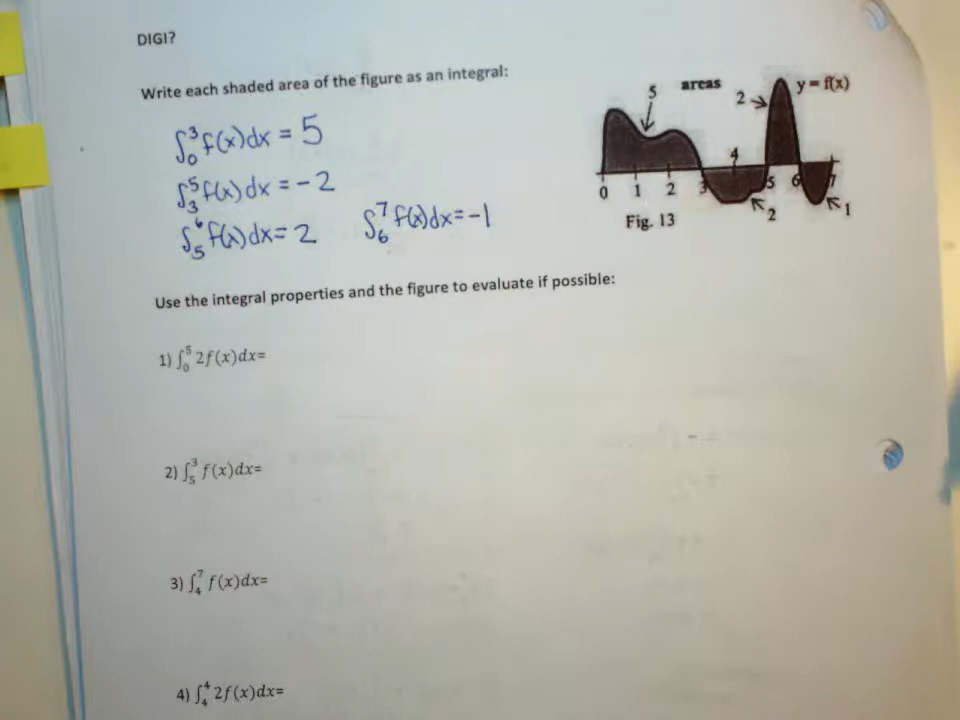 DIGI?
Write each shaded area of the figure as an integral:
∫₀³ f(x)dx = 5
∫₃⁵ f(x)dx = -2
∫₅⁶ f(x)dx = 2 ∫₆⁷ f(x)dx = -1
5 areas 2 y = f(x)
4
0 1 2 3 5 6 7
2 1
Fig. 13
Use the integral properties and the figure to evaluate if possible:
1) ∫₀⁵ 2f(x)dx=
2) ∫₅³ f(x)dx=
3) ∫₄⁷ f(x)dx=
4) ∫₄⁴ 2f(x)dx=